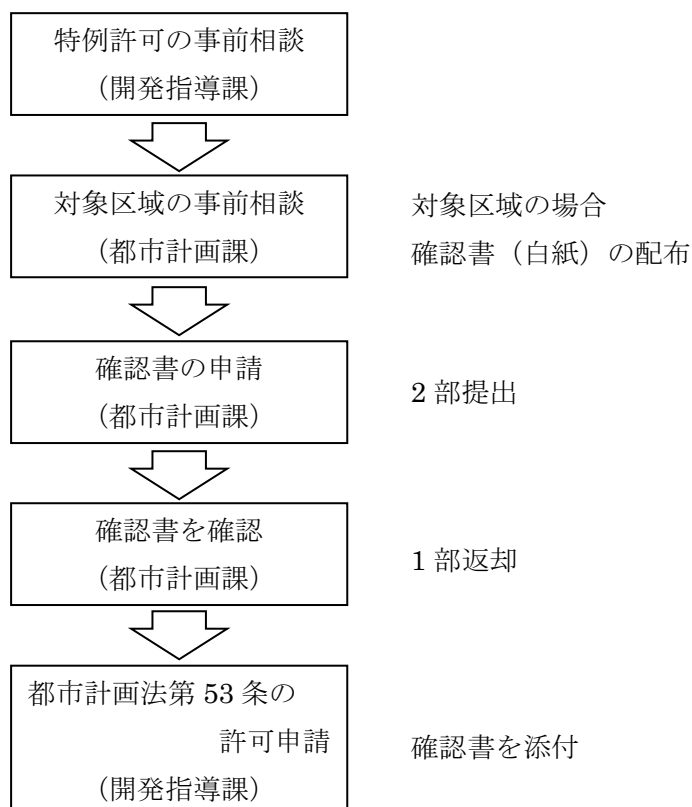 特例許可の事前相談
（開発指導課）
対象区域の事前相談
（都市計画課）
対象区域の場合
確認書（白紙）の配布
確認書の申請
（都市計画課）
2 部提出
確認書を確認
（都市計画課）
1 部返却
都市計画法第 53 条の
許可申請
（開発指導課）
確認書を添付